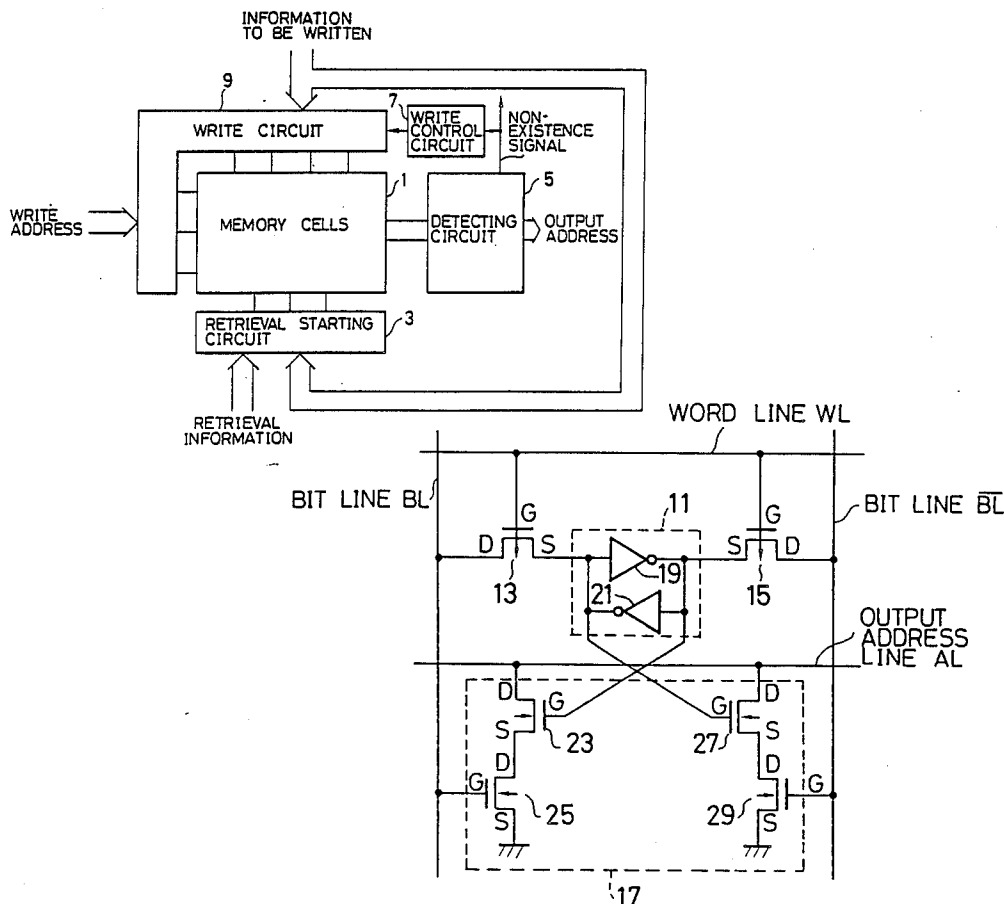 INFORMATION
TO BE WRITTEN
9
WRITE CIRCUIT
7
WRITE
CONTROL
CIRCUIT
NON-
EXISTENCE
SIGNAL
1
5
WRITE
ADDRESS
MEMORY CELLS
DETECTING
CIRCUIT
OUTPUT
ADDRESS
RETRIEVAL STARTING
CIRCUIT
3
RETRIEVAL
INFORMATION
WORD LINE WL
BIT LINE BL
BIT LINE B̅L̅
11
G
G
D S
S D
13
19
15
21
OUTPUT
ADDRESS
LINE AL
D
G
S
23
G
D
S
27
D
G
S
25
D
G
S
29
17